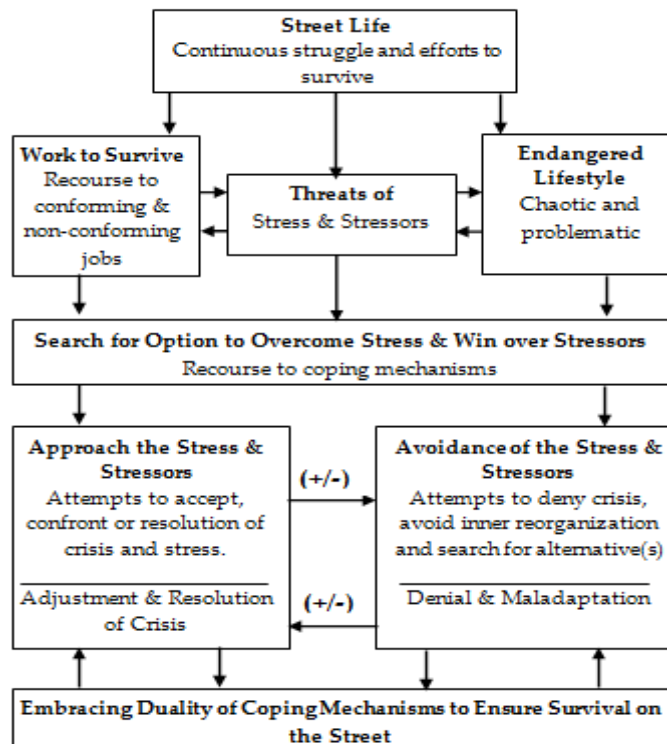 Street Life
Continuous struggle and efforts to
survive
Work to Survive
Recourse to
conforming &
non-conforming
jobs
Threats of
Stress & Stressors
Endangered
Lifestyle
Chaotic and
problematic
Search for Option to Overcome Stress & Win over Stressors
Recourse to coping mechanisms
Approach the Stress &
Stressors
Attempts to accept,
confront or resolution of
crisis and stress.
Adjustment & Resolution
of Crisis
(+/-)
(+/-)
Avoidance of the Stress &
Stressors
Attempts to deny crisis,
avoid inner reorganization
and search for alternative(s)
Denial & Maladaptation
Embracing Duality of Coping Mechanisms to Ensure Survival on
the Street